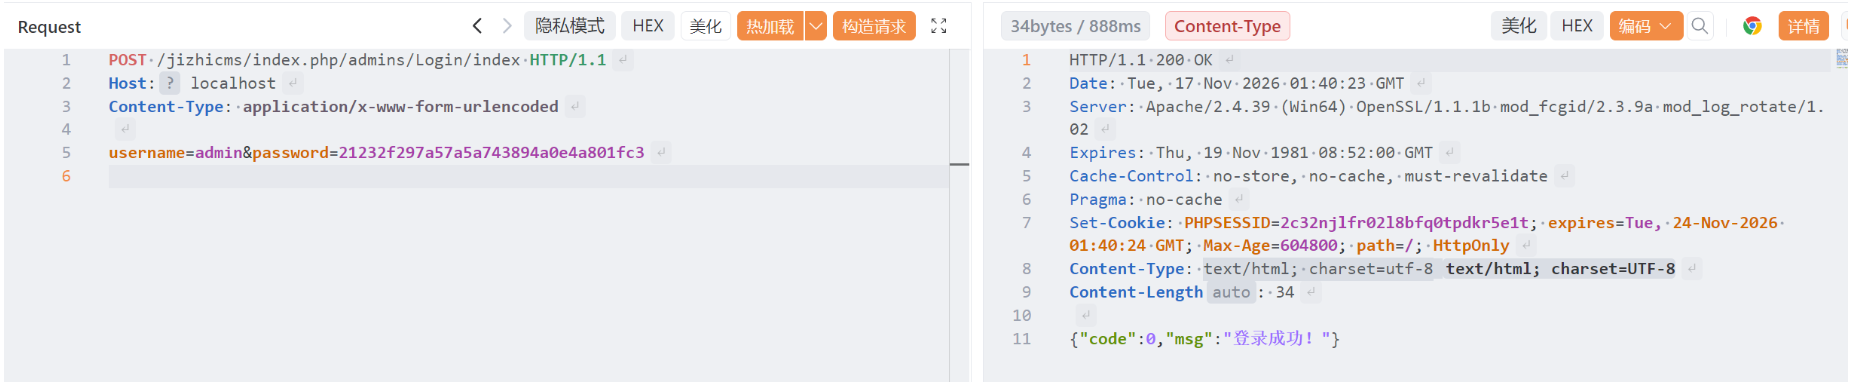 Request
隐私模式 HEX 美化 热加载 构造请求
1 POST /jizhicms/index.php/admins/Login/index HTTP/1.1
2 Host: ? localhost
3 Content-Type: application/x-www-form-urlencoded
4
5 username=admin&password=21232f297a57a5a743894a0e4a801fc3
6
34bytes / 888ms Content-Type 美化 HEX 编码 详情
1 HTTP/1.1 200 OK
2 Date: Tue, 17 Nov 2026 01:40:23 GMT
3 Server: Apache/2.4.39 (Win64) OpenSSL/1.1.1b mod_fcgid/2.3.9a mod_log_rotate/1.
02
4 Expires: Thu, 19 Nov 1981 08:52:00 GMT
5 Cache-Control: no-store, no-cache, must-revalidate
6 Pragma: no-cache
7 Set-Cookie: PHPSESSID=2c32njlfr02l8bfq0tpdkr5e1t; expires=Tue, 24-Nov-2026
01:40:24 GMT; Max-Age=604800; path=/; HttpOnly
8 Content-Type: text/html; charset=utf-8 text/html; charset=UTF-8
9 Content-Length auto : 34
10
11 {"code":0,"msg":"登录成功！"}